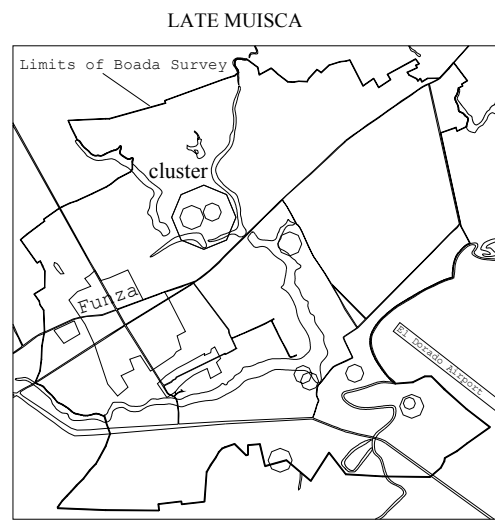 LATE MUISCA
Limits of Boada Survey
cluster
Funza
El Dorado Airport